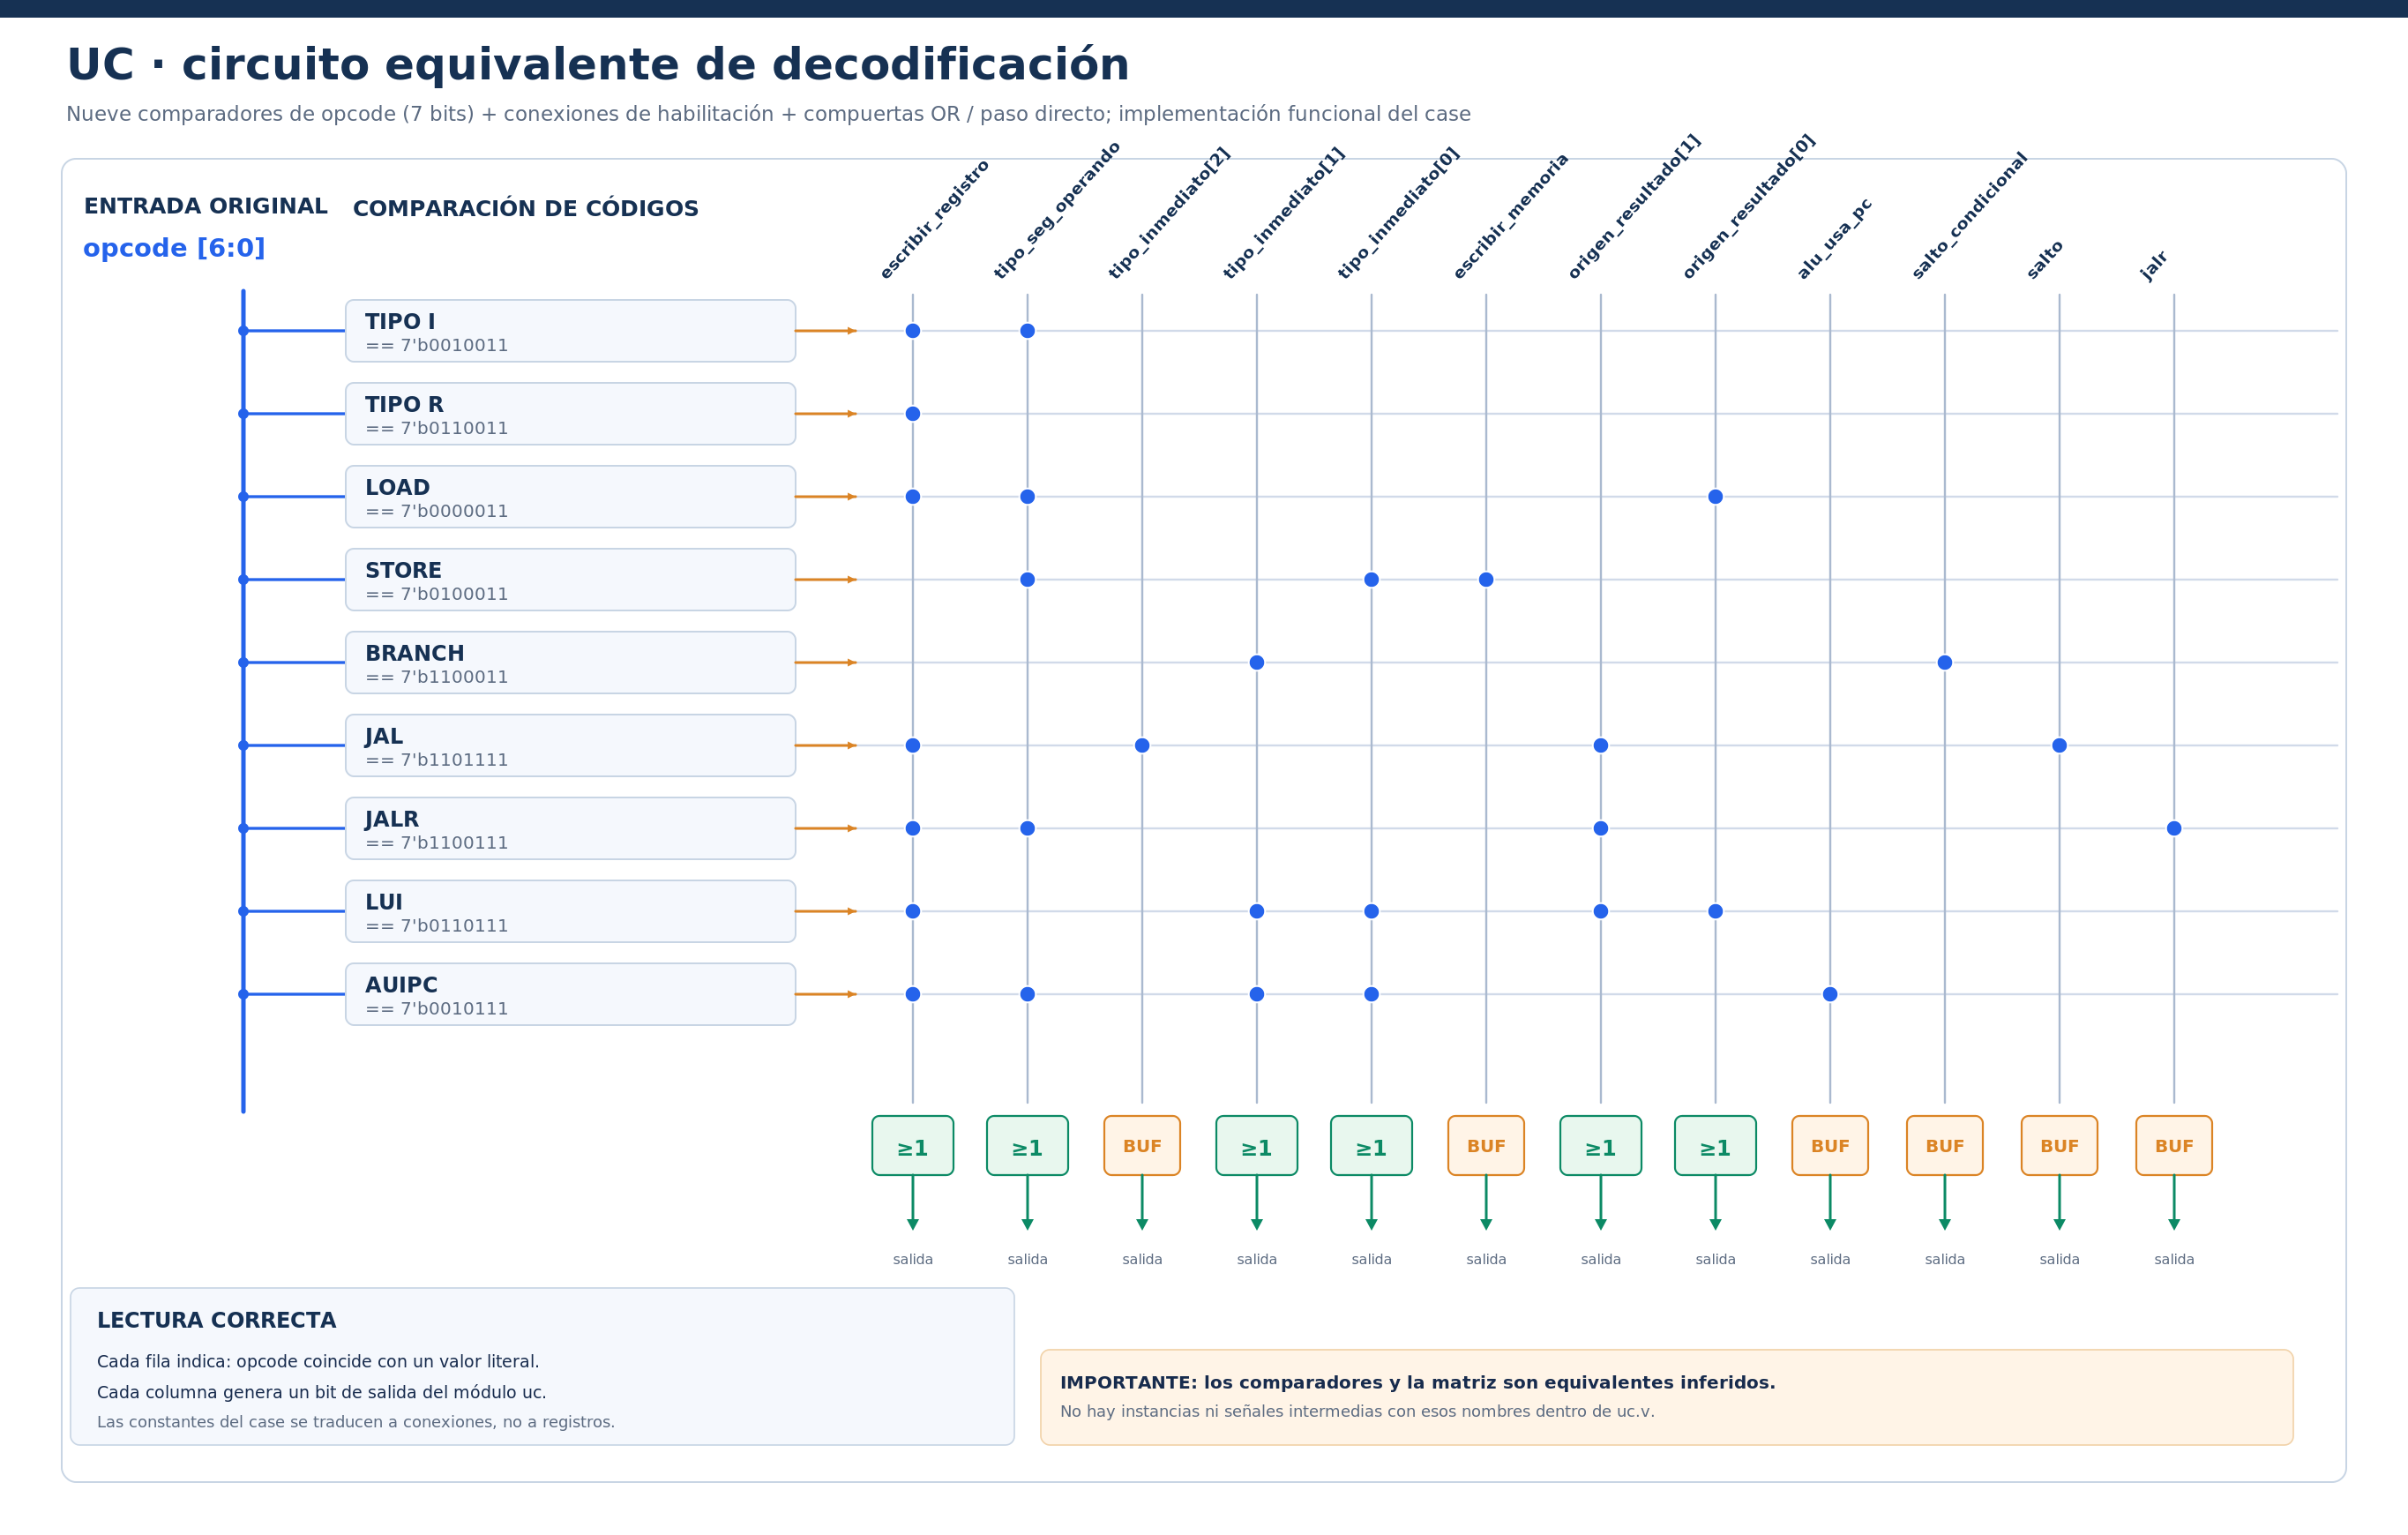 UC · circuito equivalente de decodificación
Nueve comparadores de opcode (7 bits) + conexiones de habilitación + compuertas OR / paso directo; implementación funcional del case
ENTRADA ORIGINAL
COMPARACIÓN DE CÓDIGOS
opcode [6:0]
escribir_registro
tipo_seg_operando
tipo_inmediato[2]
tipo_inmediato[1]
tipo_inmediato[0]
escribir_memoria
origen_resultado[1]
origen_resultado[0]
alu_usa_pc
salto_condicional
salto
jalr
TIPO I
== 7'b0010011
TIPO R
== 7'b0110011
LOAD
== 7'b0000011
STORE
== 7'b0100011
BRANCH
== 7'b1100011
JAL
== 7'b1101111
JALR
== 7'b1100111
LUI
== 7'b0110111
AUIPC
== 7'b0010111
≥1 ≥1 BUF ≥1 ≥1 BUF ≥1 ≥1 BUF BUF BUF BUF
salida salida salida salida salida salida salida salida salida salida salida salida
LECTURA CORRECTA
Cada fila indica: opcode coincide con un valor literal.
Cada columna genera un bit de salida del módulo uc.
Las constantes del case se traducen a conexiones, no a registros.
IMPORTANTE: los comparadores y la matriz son equivalentes inferidos.
No hay instancias ni señales intermedias con esos nombres dentro de uc.v.